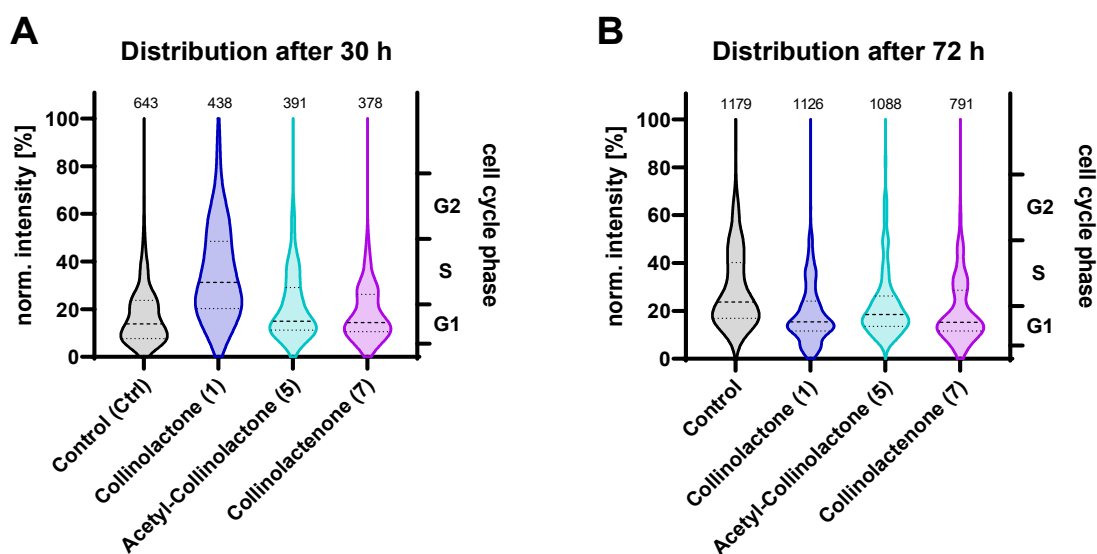 A
Distribution after 30 h
norm. intensity [%]
100
80
60
40
20
0
643
438
391
378
G2
S
G1
cell cycle phase
Control (Ctrl)
Collinolactone (1)
Acetyl-Collinolactone (5)
Collinolactenone (7)
B
Distribution after 72 h
norm. intensity [%]
100
80
60
40
20
0
1179
1126
1088
791
G2
S
G1
cell cycle phase
Control
Collinolactone (1)
Acetyl-Collinolactone (5)
Collinolactenone (7)